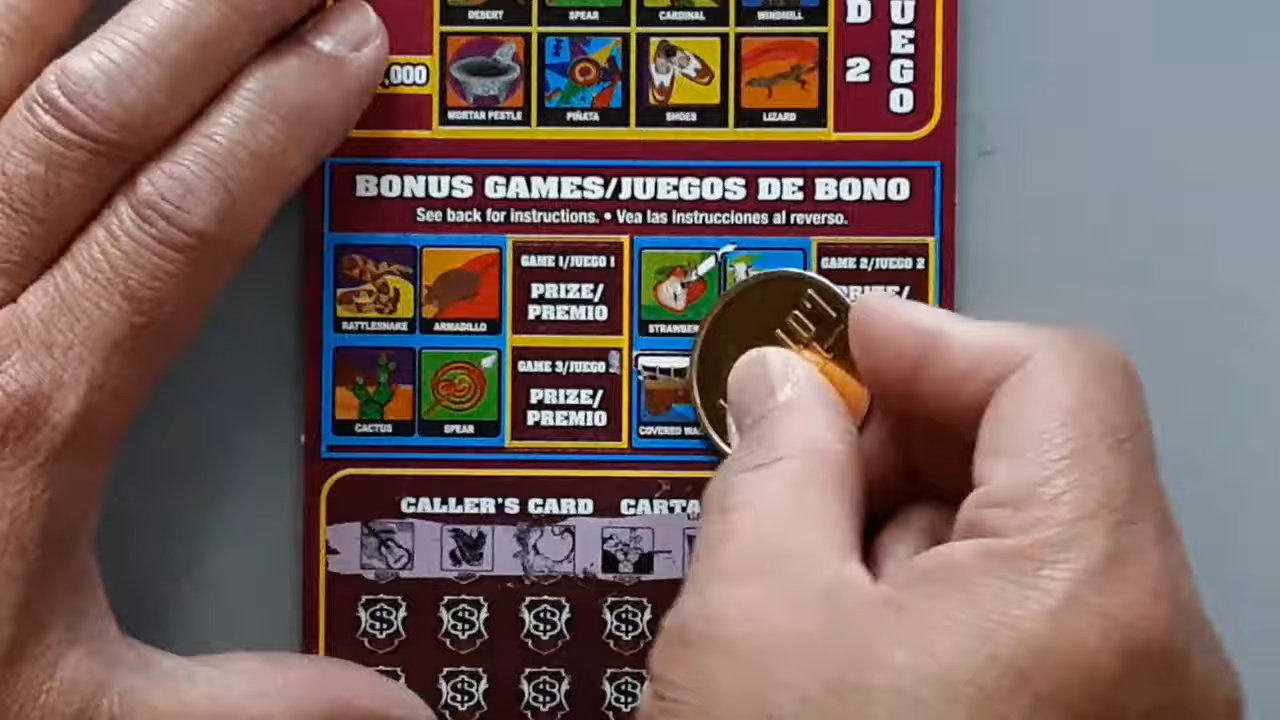 DESERT SPEAR CARDINAL WINDMILL
D
2
UEGO
,000
MORTAR PESTLE PIÑATA SHOES LIZARD
BONUS GAMES/JUEGOS DE BONO
See back for instructions. • Vea las instrucciones al reverso.
GAME 1/JUEGO 1
PRIZE/
PREMIO
GAME 2/JUEGO 2
PRIZE/
RATTLESNAKE ARMADILLO
STRAWBER
GAME 3/JUEGO
PRIZE/
PREMIO
CACTUS SPEAR
COVERED WA
CALLER'S CARD CARTA